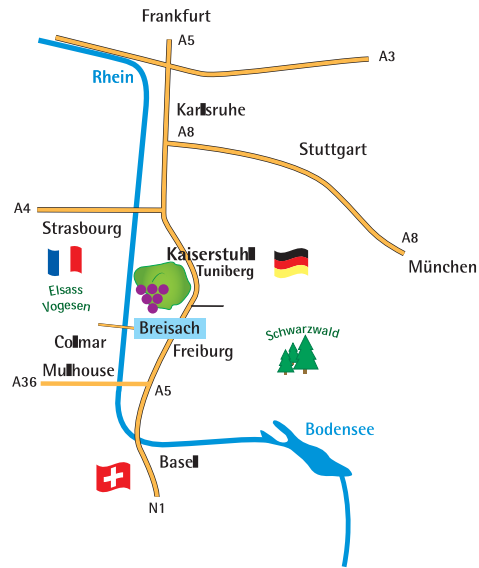 Frankfurt
A5
A3
Rhein
Karlsruhe
A8
Stuttgart
A4
Strasbourg
A8
München
Kaiserstuhl
Tuniberg
Elsass
Vogesen
Breisach
Schwarzwald
Colmar
Freiburg
Mulhouse
A36
A5
Bodensee
Basel
N1